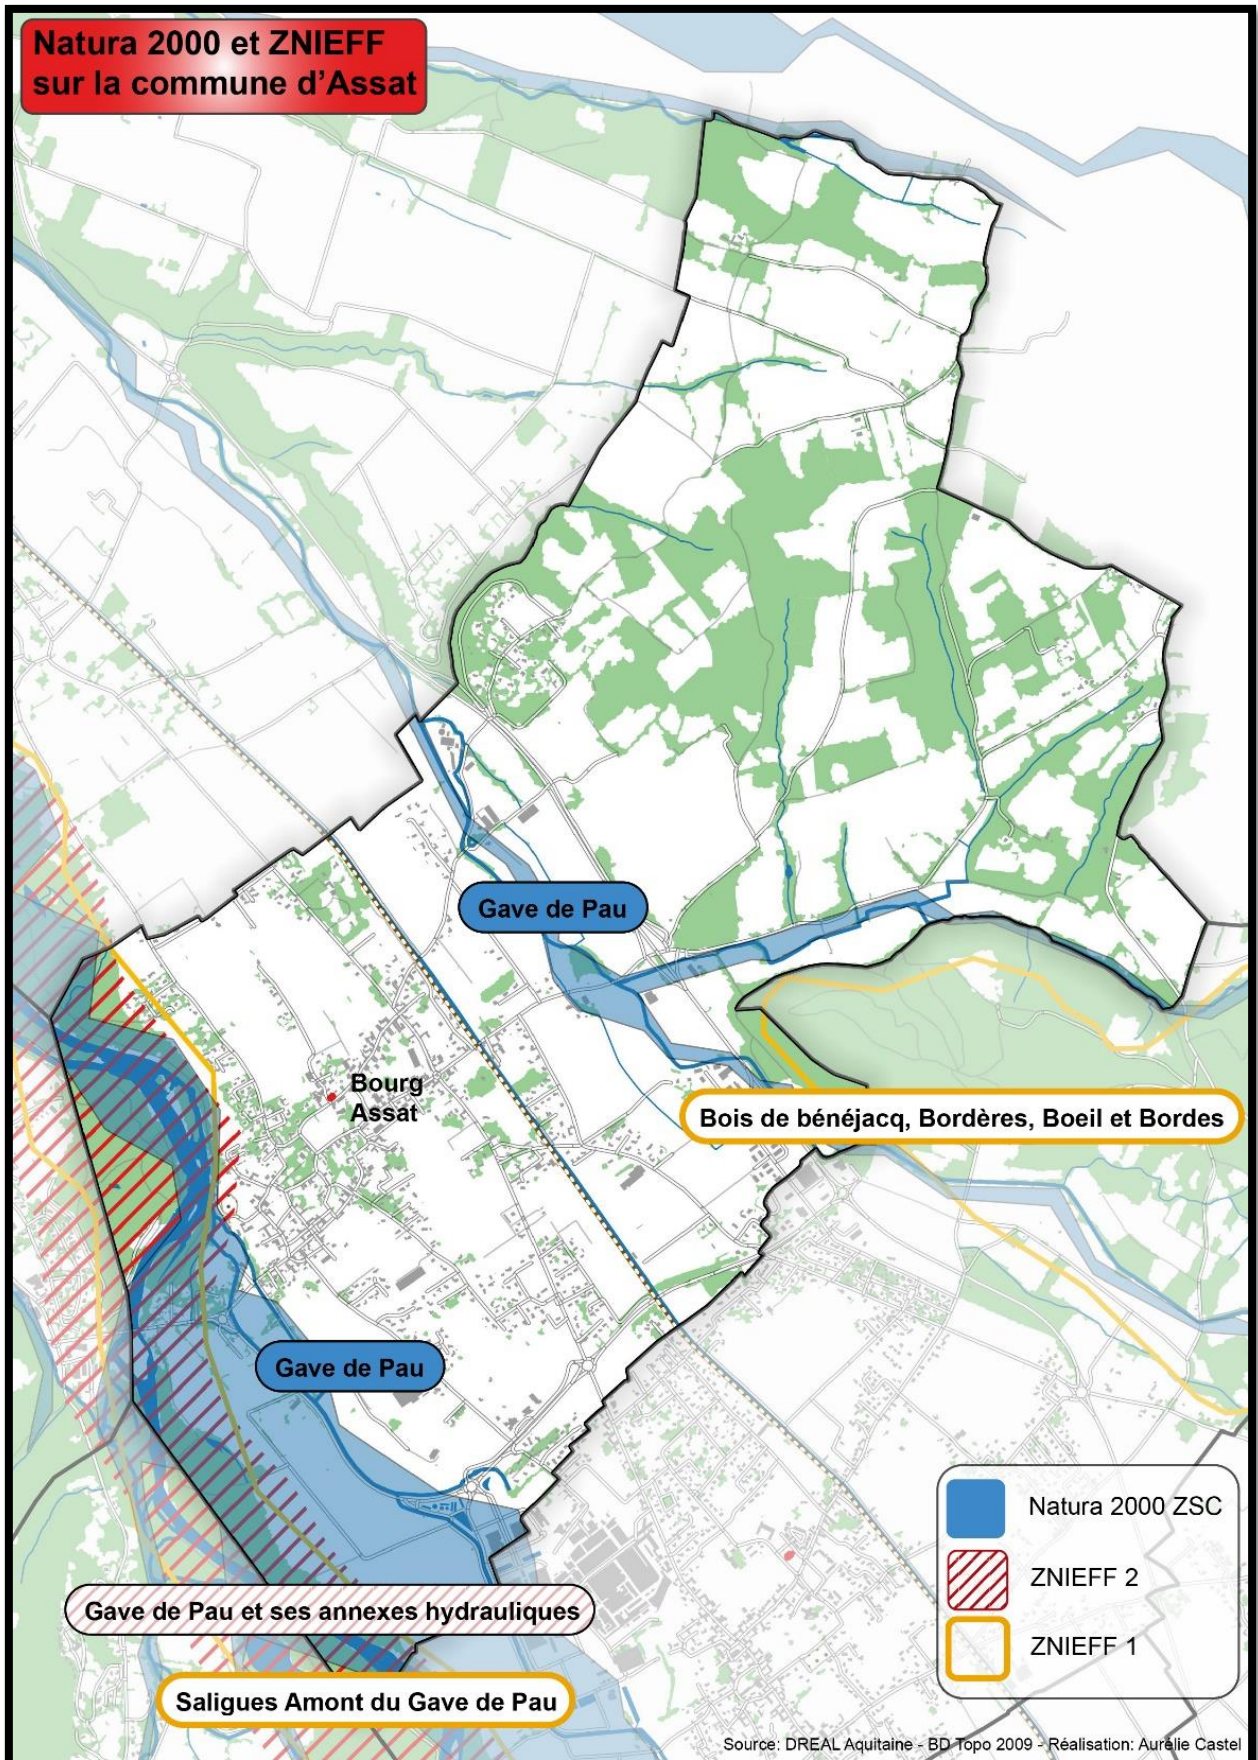 Natura 2000 et ZNIEFF
sur la commune d'Assat
Gave de Pau
Bourg
Assat
Bois de bénéjacq, Bordères, Boeil et Bordes
Gave de Pau
Natura 2000 ZSC
ZNIEFF 2
ZNIEFF 1
Gave de Pau et ses annexes hydrauliques
Saligues Amont du Gave de Pau
Source: DREAL Aquitaine - BD Topo 2009 - Réalisation: Aurélie Castel